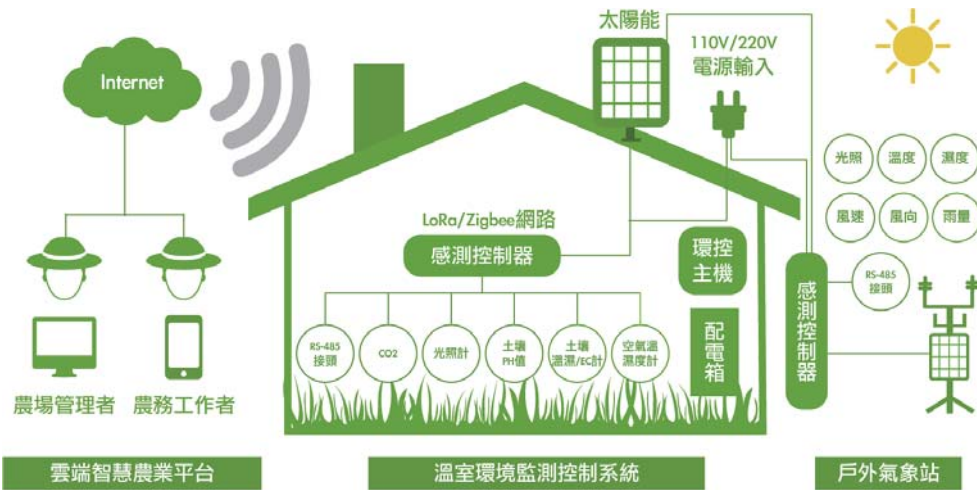 Internet
農場管理者
農務工作者
雲端智慧農業平台
太陽能
110V/220V
電源輸入
LoRa/Zigbee網路
感測控制器
RS-485
接頭
CO2
光照計
土壤
PH值
土壤
溫濕/EC計
空氣溫
濕度計
環控
主機
配電箱
溫室環境監測控制系統
光照
溫度
濕度
風速
風向
雨量
RS-485
接頭
感測控制器
戶外氣象站